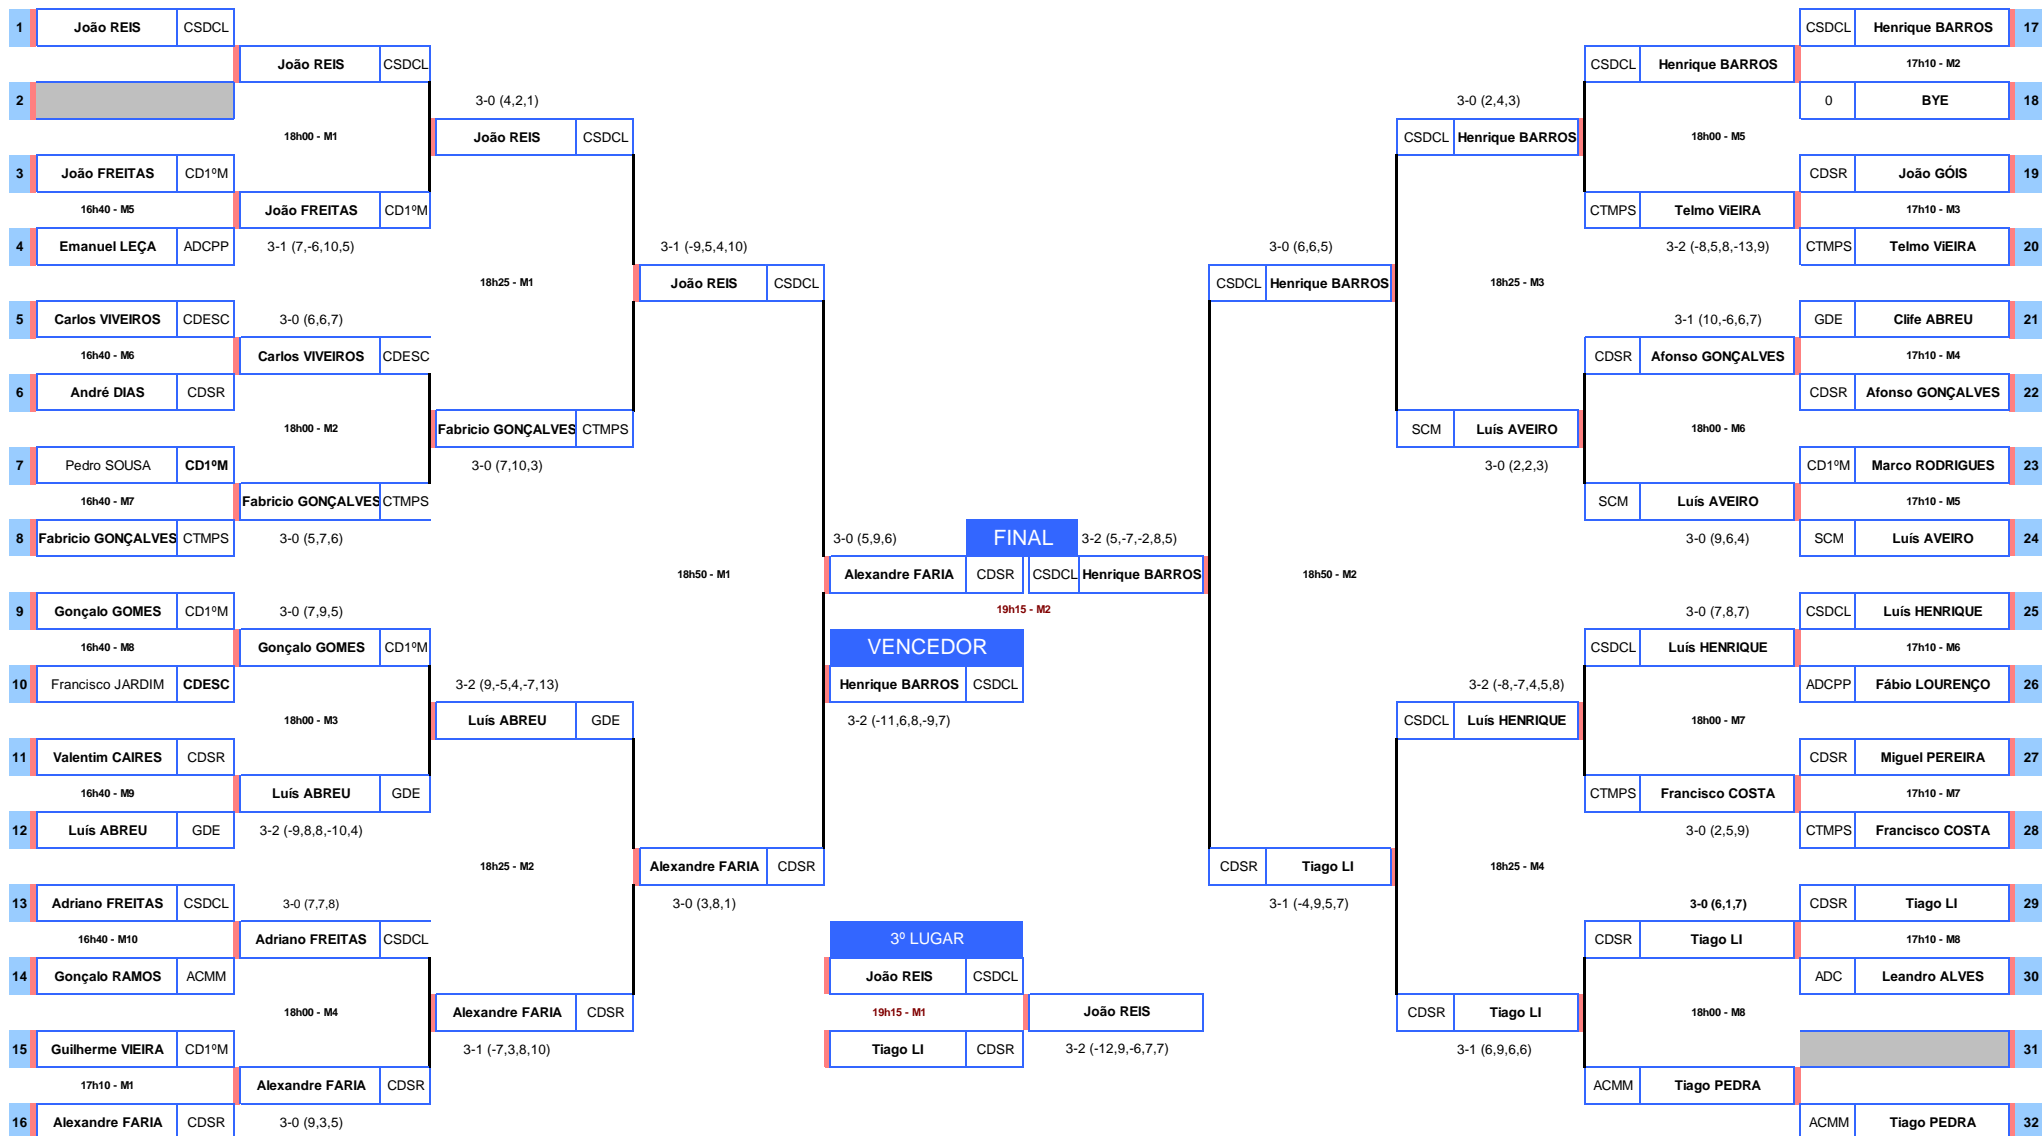 1 João REIS CSDCL
CSDCL Henrique BARROS 17
João REIS CSDCL
CSDCL Henrique BARROS
17h10 - M2
2
3-0 (4,2,1)
3-0 (2,4,3)
0 BYE 18
18h00 - M1
João REIS CSDCL
CSDCL Henrique BARROS
18h00 - M5
3 João FREITAS CD1ºM
CDSR João GÓIS 19
16h40 - M5
João FREITAS CD1ºM
CTMPS Telmo ViEIRA
17h10 - M3
4 Emanuel LEÇA ADCPP
3-1 (7,-6,10,5)
3-1 (-9,5,4,10)
3-0 (6,6,5)
3-2 (-8,5,8,-13,9)
CTMPS Telmo ViEIRA 20
18h25 - M1
João REIS CSDCL
CSDCL Henrique BARROS
18h25 - M3
5 Carlos VIVEIROS CDESC
3-0 (6,6,7)
3-1 (10,-6,6,7)
GDE Clife ABREU 21
16h40 - M6
Carlos VIVEIROS CDESC
CDSR Afonso GONÇALVES
17h10 - M4
6 André DIAS CDSR
CDSR Afonso GONÇALVES 22
18h00 - M2
Fabricio GONÇALVES CTMPS
SCM Luís AVEIRO
18h00 - M6
7 Pedro SOUSA CD1ºM
3-0 (7,10,3)
3-0 (2,2,3)
CD1ºM Marco RODRIGUES 23
16h40 - M7
Fabricio GONÇALVES CTMPS
SCM Luís AVEIRO
17h10 - M5
8 Fabricio GONÇALVES CTMPS
3-0 (5,7,6)
3-0 (5,9,6)
FINAL
3-2 (5,-7,-2,8,5)
3-0 (9,6,4)
SCM Luís AVEIRO 24
18h50 - M1
Alexandre FARIA CDSR
CSDCL Henrique BARROS
18h50 - M2
9 Gonçalo GOMES CD1ºM
3-0 (7,9,5)
19h15 - M2
3-0 (7,8,7)
CSDCL Luís HENRIQUE 25
16h40 - M8
Gonçalo GOMES CD1ºM
VENCEDOR
CSDCL Luís HENRIQUE
17h10 - M6
10 Francisco JARDIM CDESC
3-2 (9,-5,4,-7,13)
Henrique BARROS CSDCL
3-2 (-8,-7,4,5,8)
ADCPP Fábio LOURENÇO 26
18h00 - M3
Luís ABREU GDE
3-2 (-11,6,8,-9,7)
CSDCL Luís HENRIQUE
18h00 - M7
11 Valentim CAIRES CDSR
CDSR Miguel PEREIRA 27
16h40 - M9
Luís ABREU GDE
CTMPS Francisco COSTA
17h10 - M7
12 Luís ABREU GDE
3-2 (-9,8,8,-10,4)
3-0 (2,5,9)
CTMPS Francisco COSTA 28
18h25 - M2
Alexandre FARIA CDSR
CDSR Tiago LI
18h25 - M4
13 Adriano FREITAS CSDCL
3-0 (7,7,8)
3-0 (3,8,1)
3-1 (-4,9,5,7)
3-0 (6,1,7)
CDSR Tiago LI 29
16h40 - M10
Adriano FREITAS CSDCL
3º LUGAR
CDSR Tiago LI
17h10 - M8
14 Gonçalo RAMOS ACMM
João REIS CSDCL
ADC Leandro ALVES 30
18h00 - M4
Alexandre FARIA CDSR
19h15 - M1
João REIS
CDSR Tiago LI
18h00 - M8
15 Guilherme VIEIRA CD1ºM
3-1 (-7,3,8,10)
Tiago LI CDSR
3-2 (-12,9,-6,7,7)
3-1 (6,9,6,6)
31
17h10 - M1
Alexandre FARIA CDSR
ACMM Tiago PEDRA
16 Alexandre FARIA CDSR
3-0 (9,3,5)
ACMM Tiago PEDRA 32